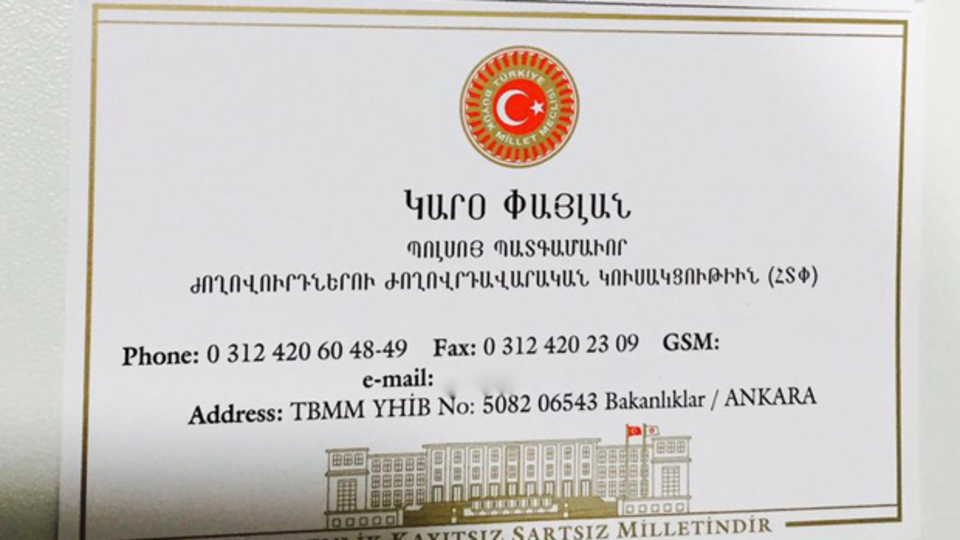 TÜRKİYE BÜYÜK MİLLET MECLİSİ
ԿԱՐՕ ՓԱՅԼԱՆ
ՊՈԼՍՈՅ ՊԱՏԳԱՄԱՒՈՐ
ԺՈՂՈՎՈՒՐԴՆԵՐՈՒ ԺՈՂՈՎՐԴԱՎԱՐԱԿԱՆ ԿՈՒՍԱԿՑՈՒԹԻԻՆ (ՀՏՓ)
Phone: 0 312 420 60 48-49 Fax: 0 312 420 23 09 GSM:
e-mail:
Address: TBMM YHİB No: 5082 06543 Bakanlıklar / ANKARA
KAYITSIZ ŞARTSIZ MİLLETİNDİR